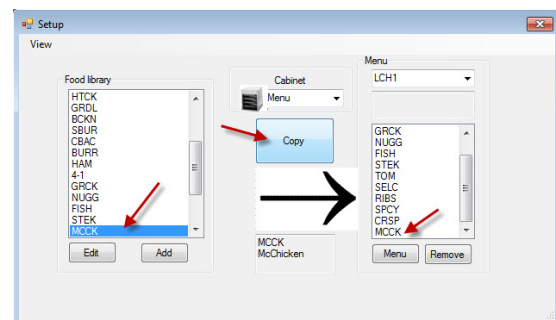 Setup
View
Food library
HTCK
GRDL
BCKN
SBUR
CBAC
BURR
HAM
4-1
GRCK
NUGG
FISH
STEK
MCCK
Edit
Add
Cabinet
Menu
Copy
MCCK
McChicken
Menu
LCH1
GRCK
NUGG
FISH
STEK
TOM
SELC
RIBS
SPCY
CRSP
MCCK
Menu
Remove